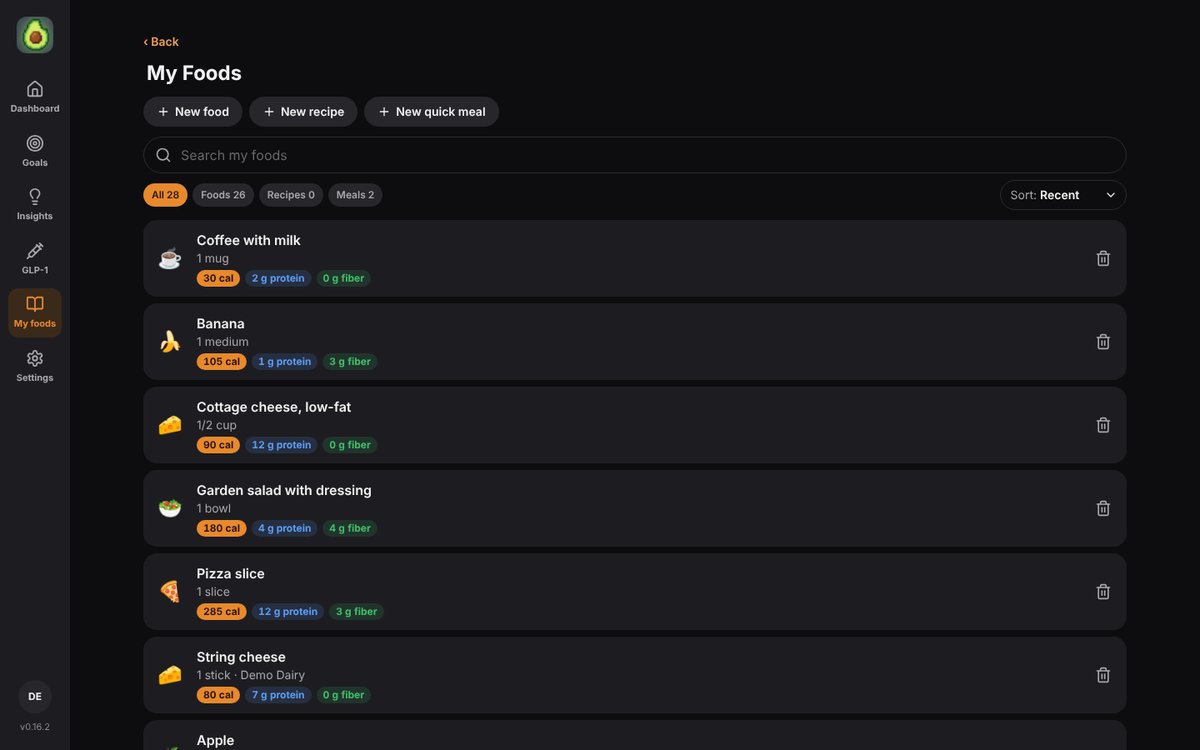 Dashboard
Goals
Insights
GLP-1
My foods
Settings
DE
v0.16.2
‹ Back
My Foods
+ New food
+ New recipe
+ New quick meal
Search my foods
All 28
Foods 26
Recipes 0
Meals 2
Sort: Recent
Coffee with milk
1 mug
30 cal 2 g protein 0 g fiber
Banana
1 medium
105 cal 1 g protein 3 g fiber
Cottage cheese, low-fat
1/2 cup
90 cal 12 g protein 0 g fiber
Garden salad with dressing
1 bowl
180 cal 4 g protein 4 g fiber
Pizza slice
1 slice
285 cal 12 g protein 3 g fiber
String cheese
1 stick · Demo Dairy
80 cal 7 g protein 0 g fiber
Apple